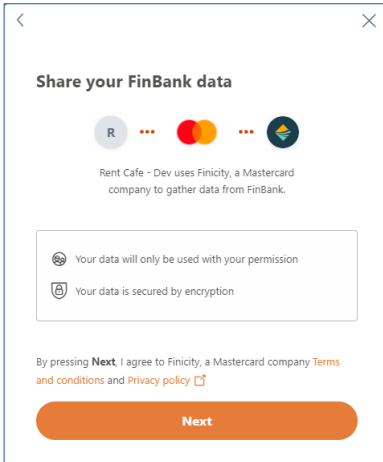 Share your FinBank data
R
Rent Cafe - Dev uses Finicity, a Mastercard
company to gather data from FinBank.
Your data will only be used with your permission
Your data is secured by encryption
By pressing Next, I agree to Finicity, a Mastercard company Terms
and conditions and Privacy policy
Next